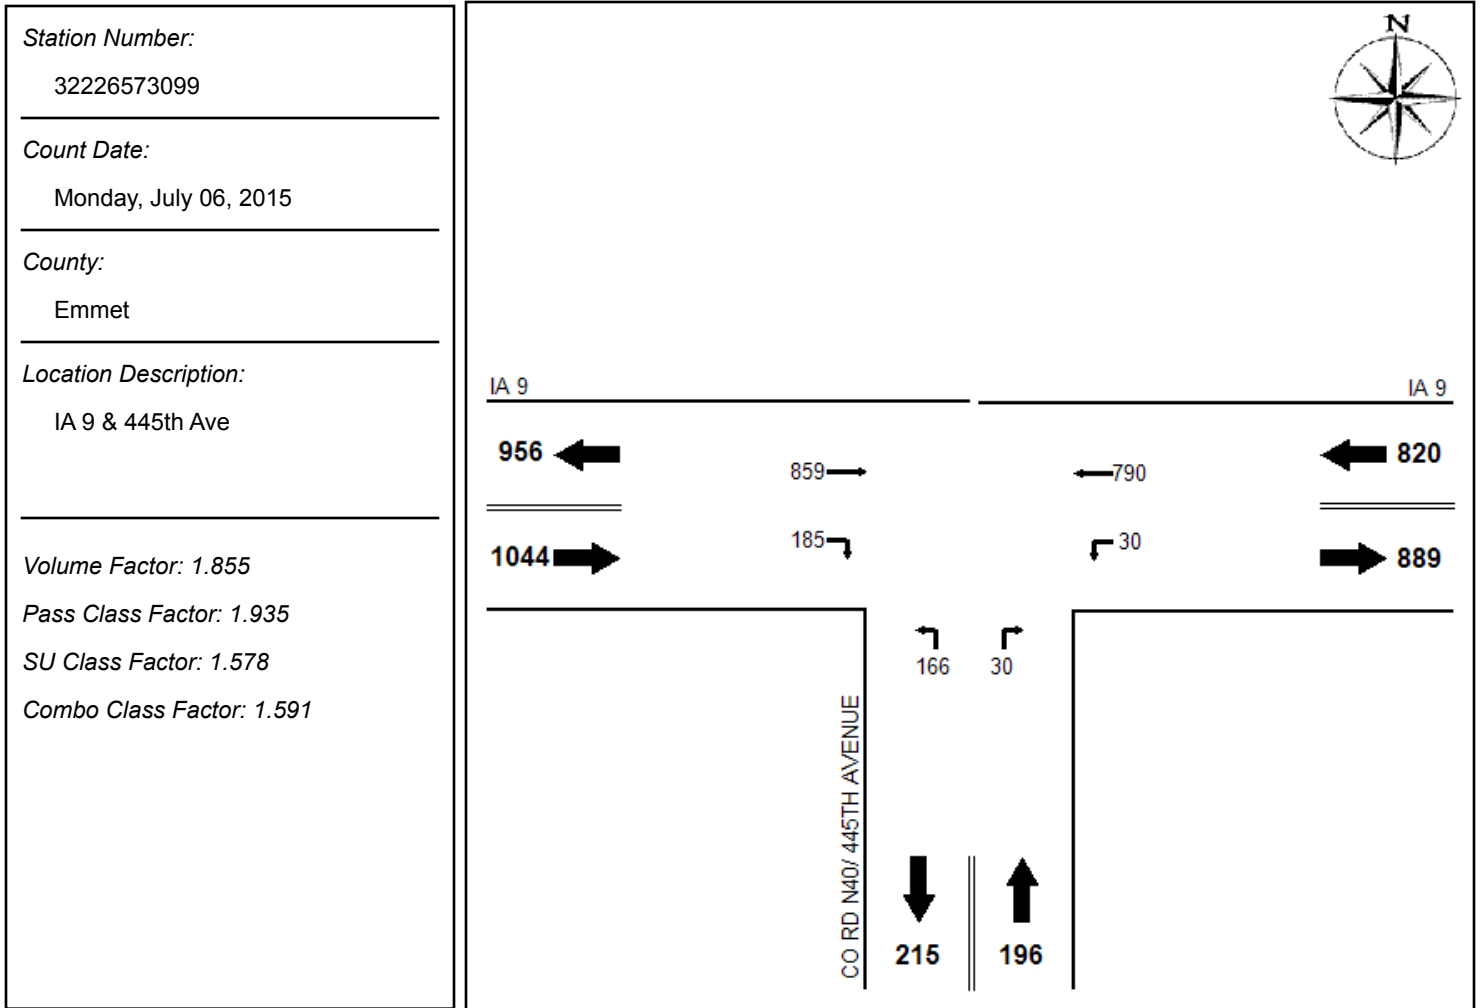 Station Number:
32226573099
Count Date:
Monday, July 06, 2015
County:
Emmet
Location Description:
IA 9 & 445th Ave
Volume Factor: 1.855
Pass Class Factor: 1.935
SU Class Factor: 1.578
Combo Class Factor: 1.591
N
IA 9
IA 9
956
820
859
790
185
30
1044
889
166
30
CO RD N40/ 445TH AVENUE
215
196